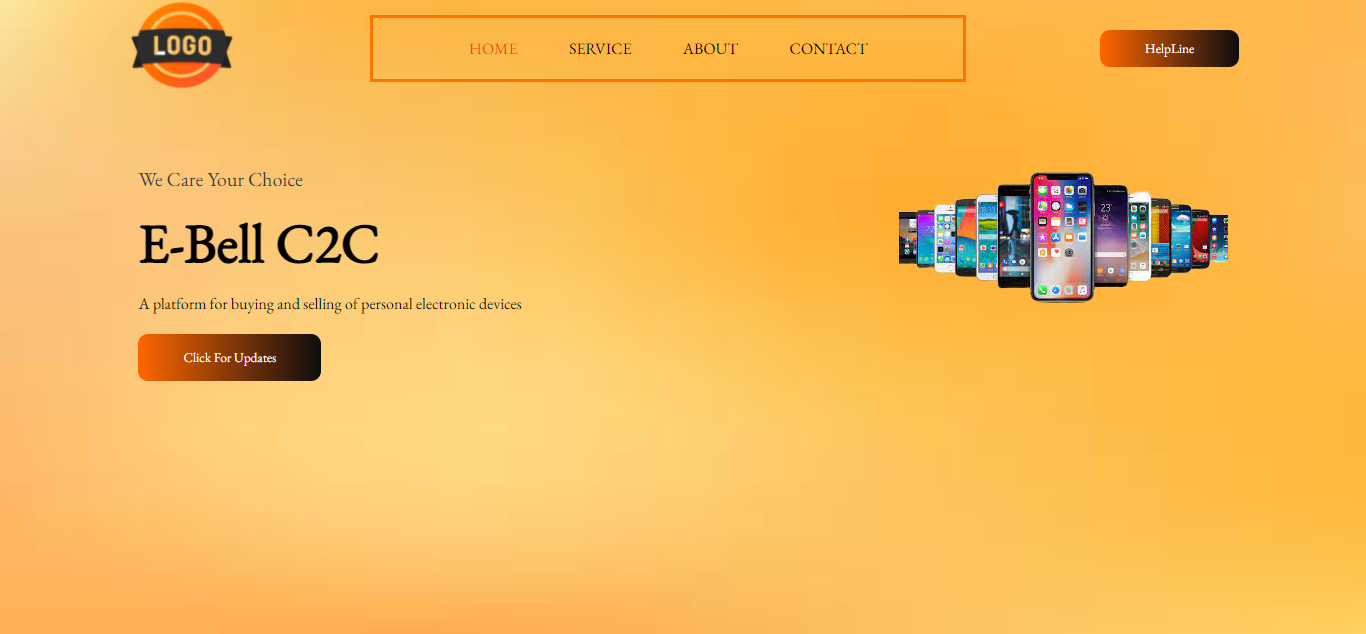 LOGO
HOME SERVICE ABOUT CONTACT
HelpLine
We Care Your Choice
E-Bell C2C
A platform for buying and selling of personal electronic devices
Click For Updates